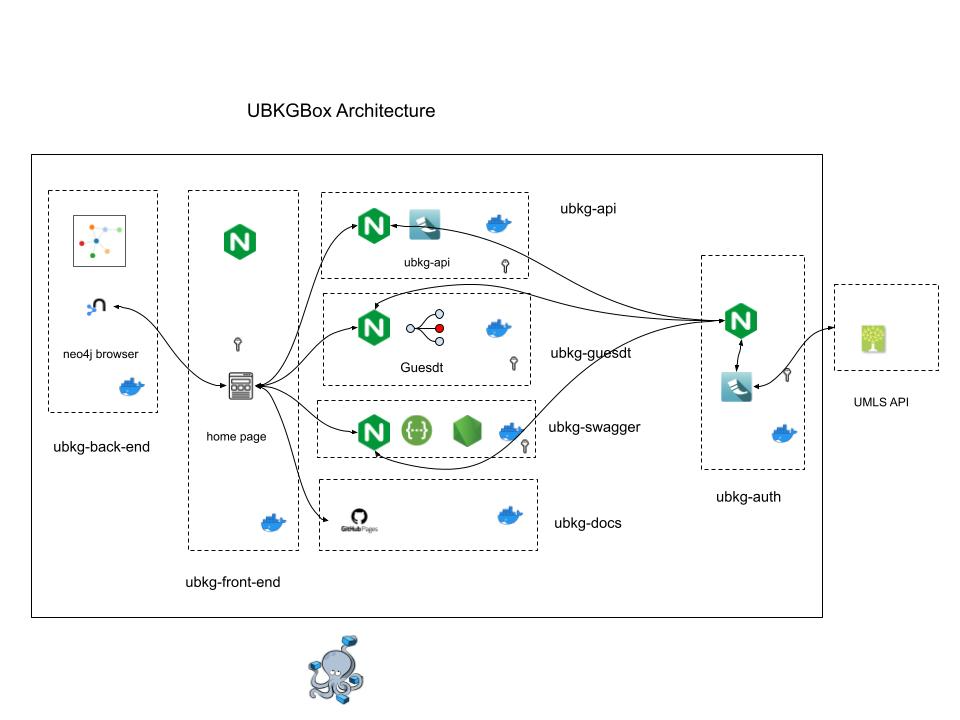 UBKGBox Architecture
ubkg-api
ubkg-api
neo4j browser
ubkg-guesdt
Guesdt
UMLS API
ubkg-swagger
home page
ubkg-back-end
ubkg-auth
GitHub Pages
ubkg-docs
ubkg-front-end